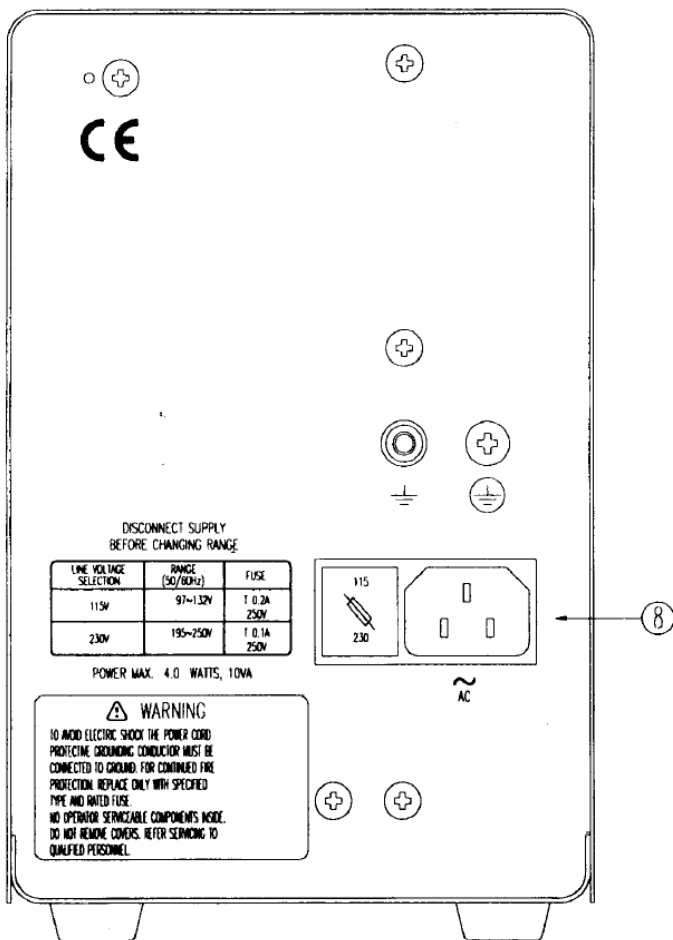 CE
DISCONNECT SUPPLY
BEFORE CHANGING RANGE
LINE VOLTAGE SELECTION RANGE (50/60Hz) FUSE
115V 97~132V T 0.2A 250V
230V 195~250V T 0.1A 250V
POWER MAX. 4.0 WATTS, 10VA
115
230
8
~
AC
⚠ WARNING
TO AVOID ELECTRIC SHOCK THE POWER CORD
PROTECTIVE GROUNDING CONDUCTOR MUST BE
CONNECTED TO GROUND. FOR CONTINUED FIRE
PROTECTION. REPLACE ONLY WITH SPECIFIED
TYPE AND RATED FUSE.
NO OPERATOR SERVICEABLE COMPONENTS INSIDE.
DO NOT REMOVE COVERS. REFER SERVICING TO
QUALIFIED PERSONNEL.